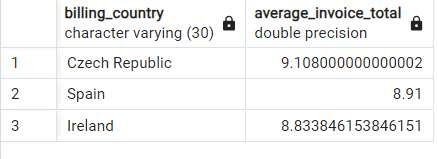 billing_country average_invoice_total
character varying (30) double precision
1 Czech Republic 9.108000000000002
2 Spain 8.91
3 Ireland 8.833846153846151